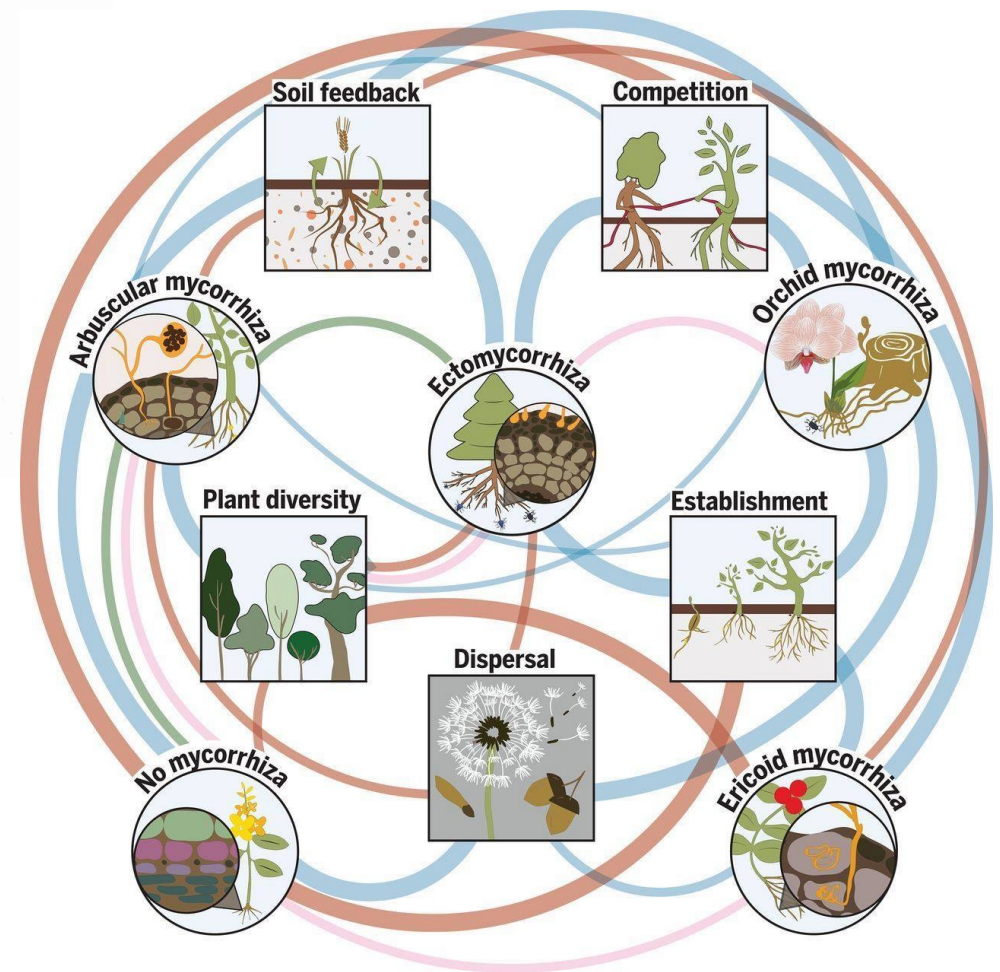 Soil feedback
Competition
Arbuscular mycorrhiza
Ectomycorrhiza
Orchid mycorrhiza
Plant diversity
Establishment
Dispersal
No mycorrhiza
Ericoid mycorrhiza